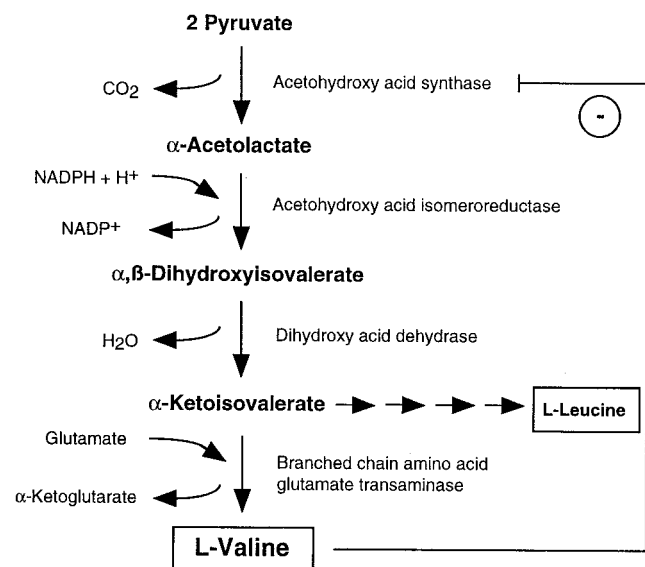 2 Pyruvate
CO2
Acetohydroxy acid synthase
-
α-Acetolactate
NADPH + H+
Acetohydroxy acid isomeroreductase
NADP+
α,ß-Dihydroxyisovalerate
H2O
Dihydroxy acid dehydrase
α-Ketoisovalerate
L-Leucine
Glutamate
Branched chain amino acid
glutamate transaminase
α-Ketoglutarate
L-Valine